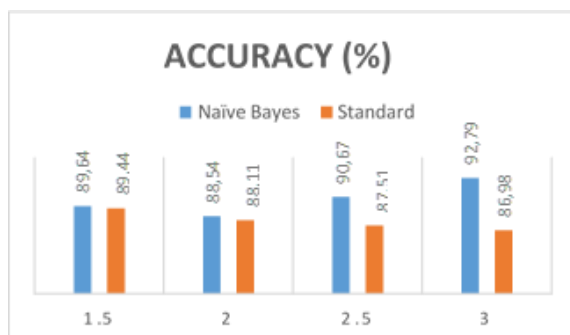 ACCURACY (%)
Naïve Bayes Standard
89,64 89.44 88,54 88.11 90,67 87.51 92,79 86,98
1.5 2 2.5 3